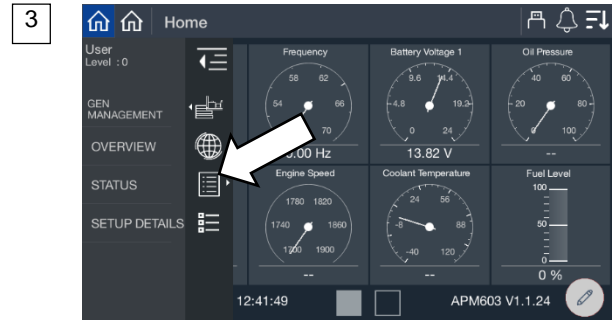 3
Home
User
Level : 0
GEN
MANAGEMENT
OVERVIEW
STATUS
SETUP DETAILS
Frequency
58 62
54 66
70
0.00 Hz
Battery Voltage 1
9.6 14.4
-4.8 19.2
0 24
13.82 V
Oil Pressure
40 60
20 80
0 100
--
Engine Speed
1780 1820
1740 1860
1700 1900
--
Coolant Temperature
24 56
-8 88
-40 120
--
Fuel Level
100
50
0
0 %
12:41:49
APM603 V1.1.24